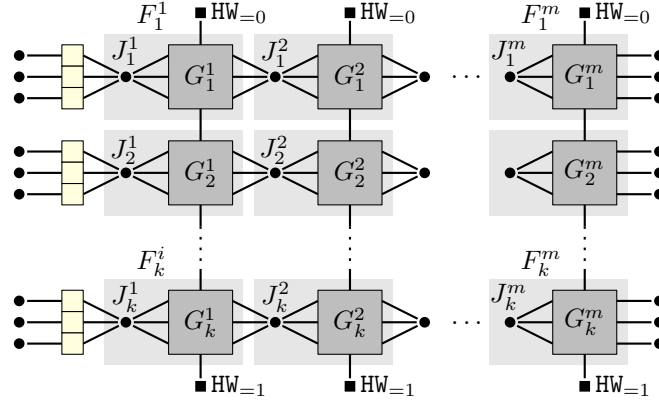 F_1^1 HW_{=0} HW_{=0} F_1^m HW_{=0}
J_1^1 G_1^1 J_1^2 G_1^2 ... J_1^m G_1^m
J_2^1 G_2^1 J_2^2 G_2^2 G_2^m
F_k^i F_k^m
J_k^1 G_k^1 J_k^2 G_k^2 ... J_k^m G_k^m
HW_{=1} HW_{=1} HW_{=1}